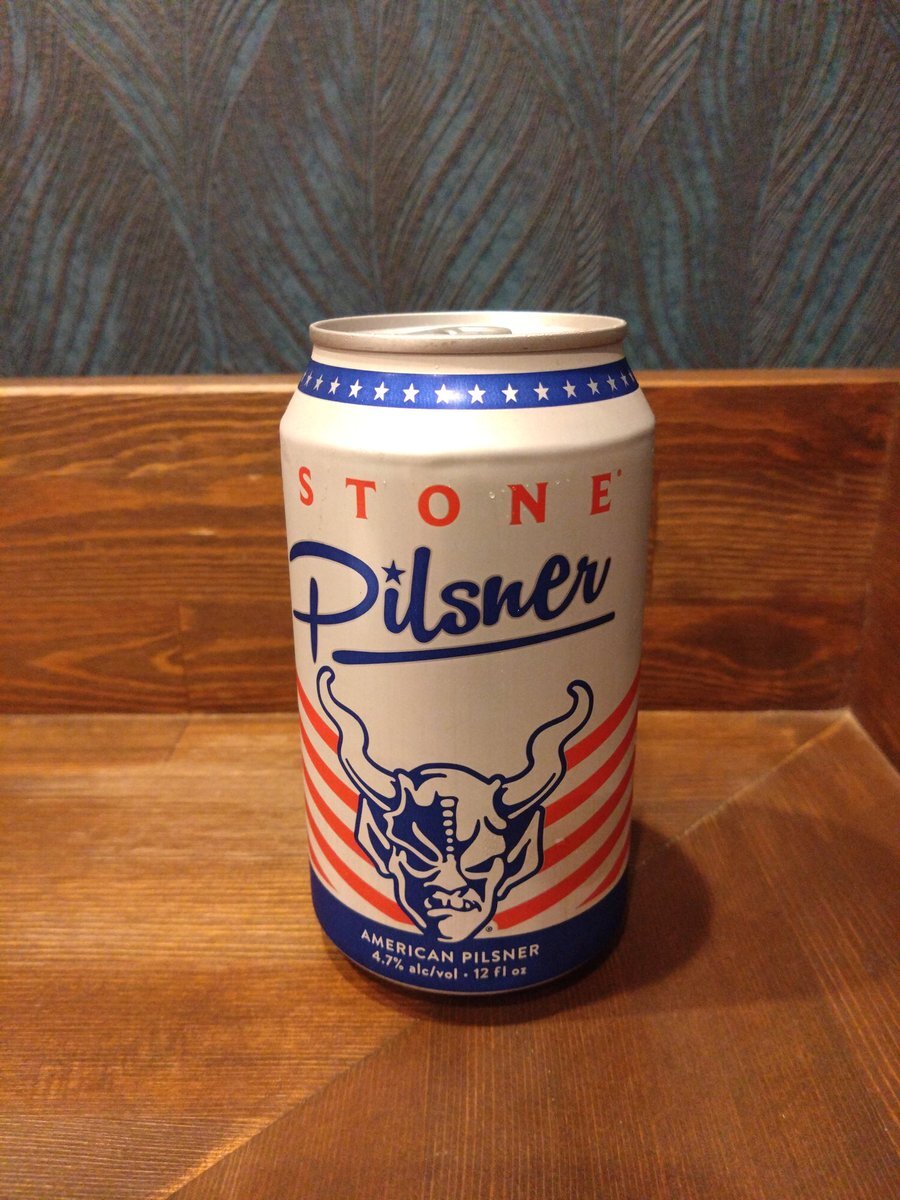 STONE®
Pilsner
AMERICAN PILSNER
4.7% alc/vol • 12 fl oz